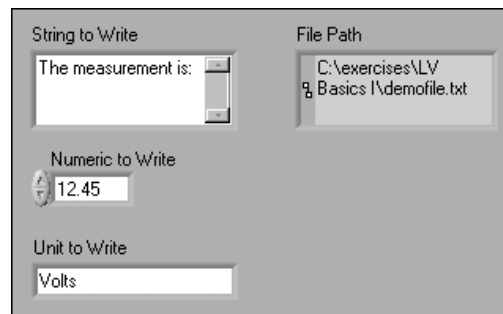 String to Write
The measurement is:
File Path
C:\exercises\LV
Basics I\demofile.txt
Numeric to Write
12.45
Unit to Write
Volts